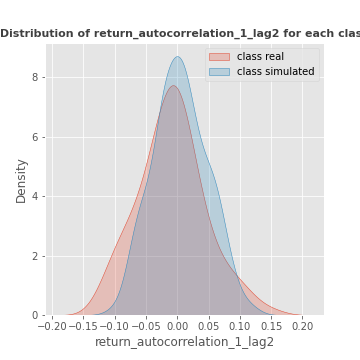 Distribution of return_autocorrelation_1_lag2 for each clas
class real
class simulated
8
6
4
2
0
Density
−0.20 −0.15 −0.10 −0.05 0.00 0.05 0.10 0.15 0.20
return_autocorrelation_1_lag2